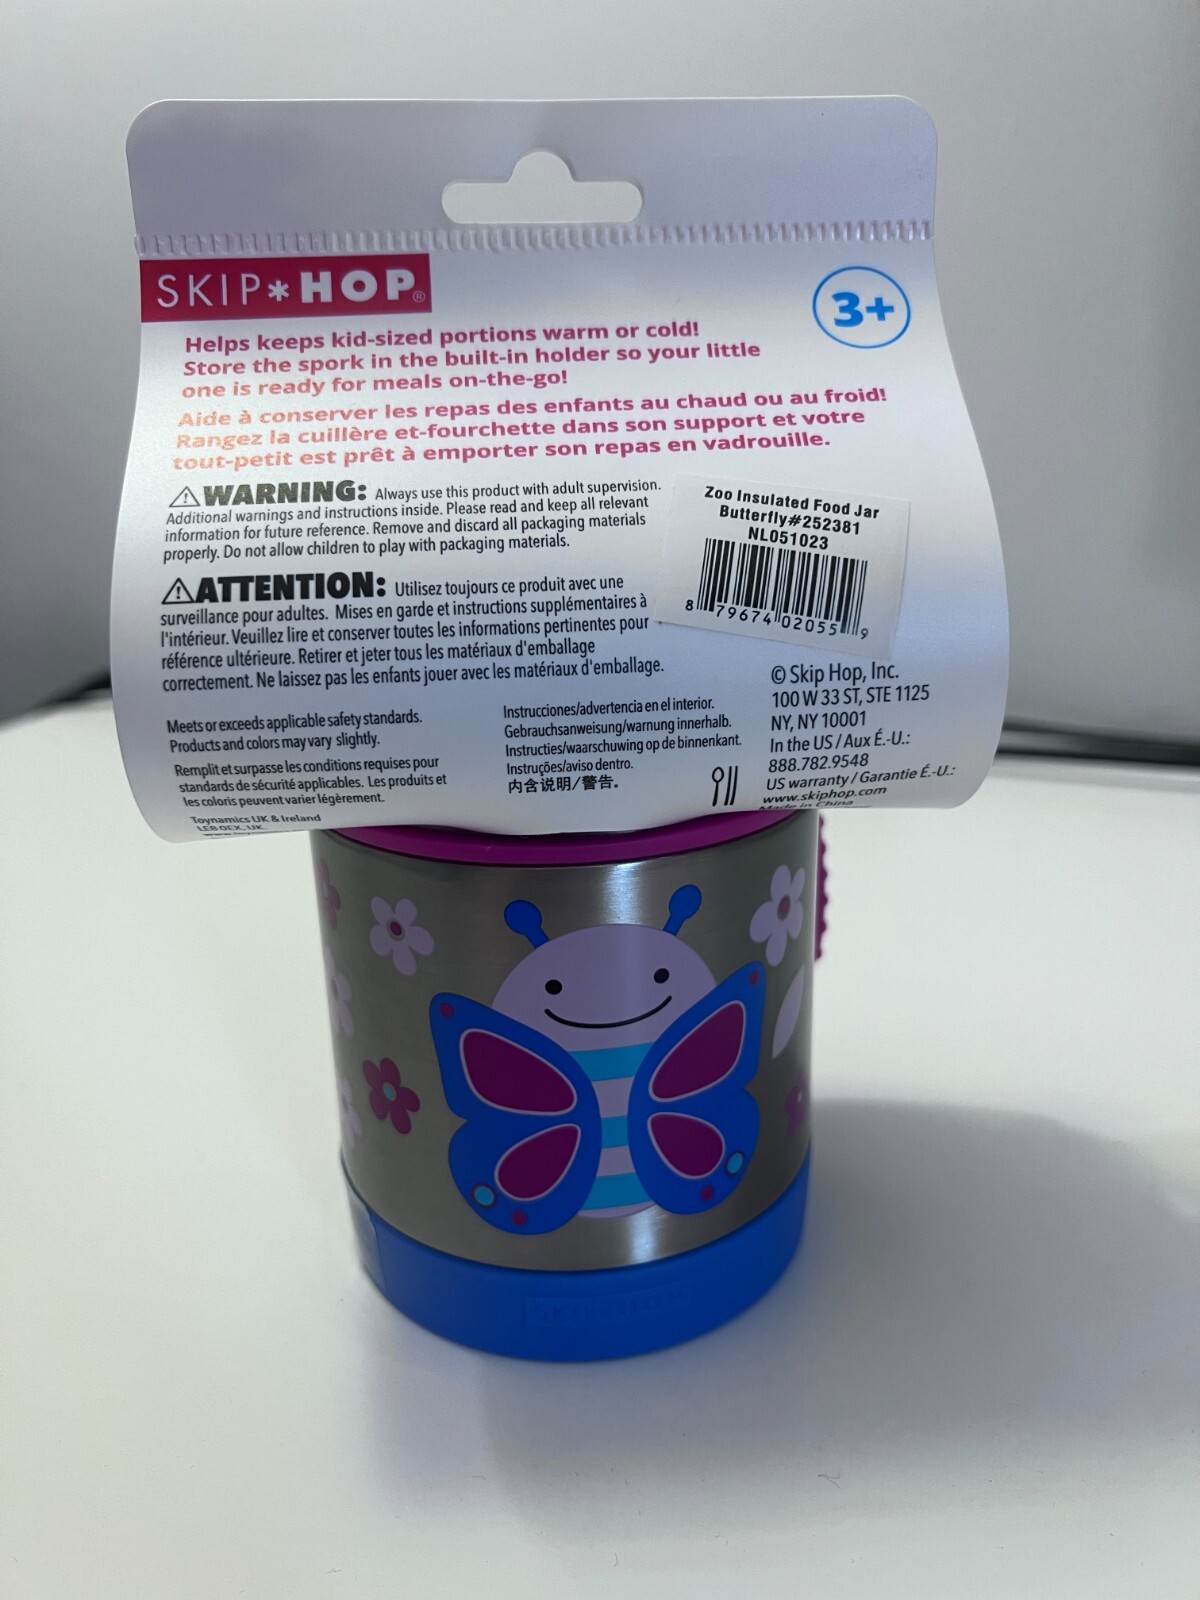 SKIP*HOP®
3+
Helps keeps kid-sized portions warm or cold!
Store the spork in the built-in holder so your little
one is ready for meals on-the-go!
Aide à conserver les repas des enfants au chaud ou au froid!
Rangez la cuillère et-fourchette dans son support et votre
tout-petit est prêt à emporter son repas en vadrouille.
WARNING: Always use this product with adult supervision.
Additional warnings and instructions inside. Please read and keep all relevant
information for future reference. Remove and discard all packaging materials
properly. Do not allow children to play with packaging materials.
ATTENTION: Utilisez toujours ce produit avec une
surveillance pour adultes. Mises en garde et instructions supplémentaires à
l'intérieur. Veuillez lire et conserver toutes les informations pertinentes pour
référence ultérieure. Retirer et jeter tous les matériaux d'emballage
correctement. Ne laissez pas les enfants jouer avec les matériaux d'emballage.
Zoo Insulated Food Jar
Butterfly#252381
NL051023
8 79674 02055 9
Meets or exceeds applicable safety standards.
Products and colors may vary slightly.
Remplit et surpasse les conditions requises pour
standards de sécurité applicables. Les produits et
les coloris peuvent varier légèrement.
Toynamics UK & Ireland
LE8 0EX, UK.
Instrucciones/advertencia en el interior.
Gebrauchsanweisung/warnung innerhalb.
Instructies/waarschuwing op de binnenkant.
Instruções/aviso dentro.
内含说明/警告。
© Skip Hop, Inc.
100 W 33 ST, STE 1125
NY, NY 10001
In the US / Aux É.-U.:
888.782.9548
US warranty / Garantie É.-U.:
www.skiphop.com
Made in China
SKIP*HOP